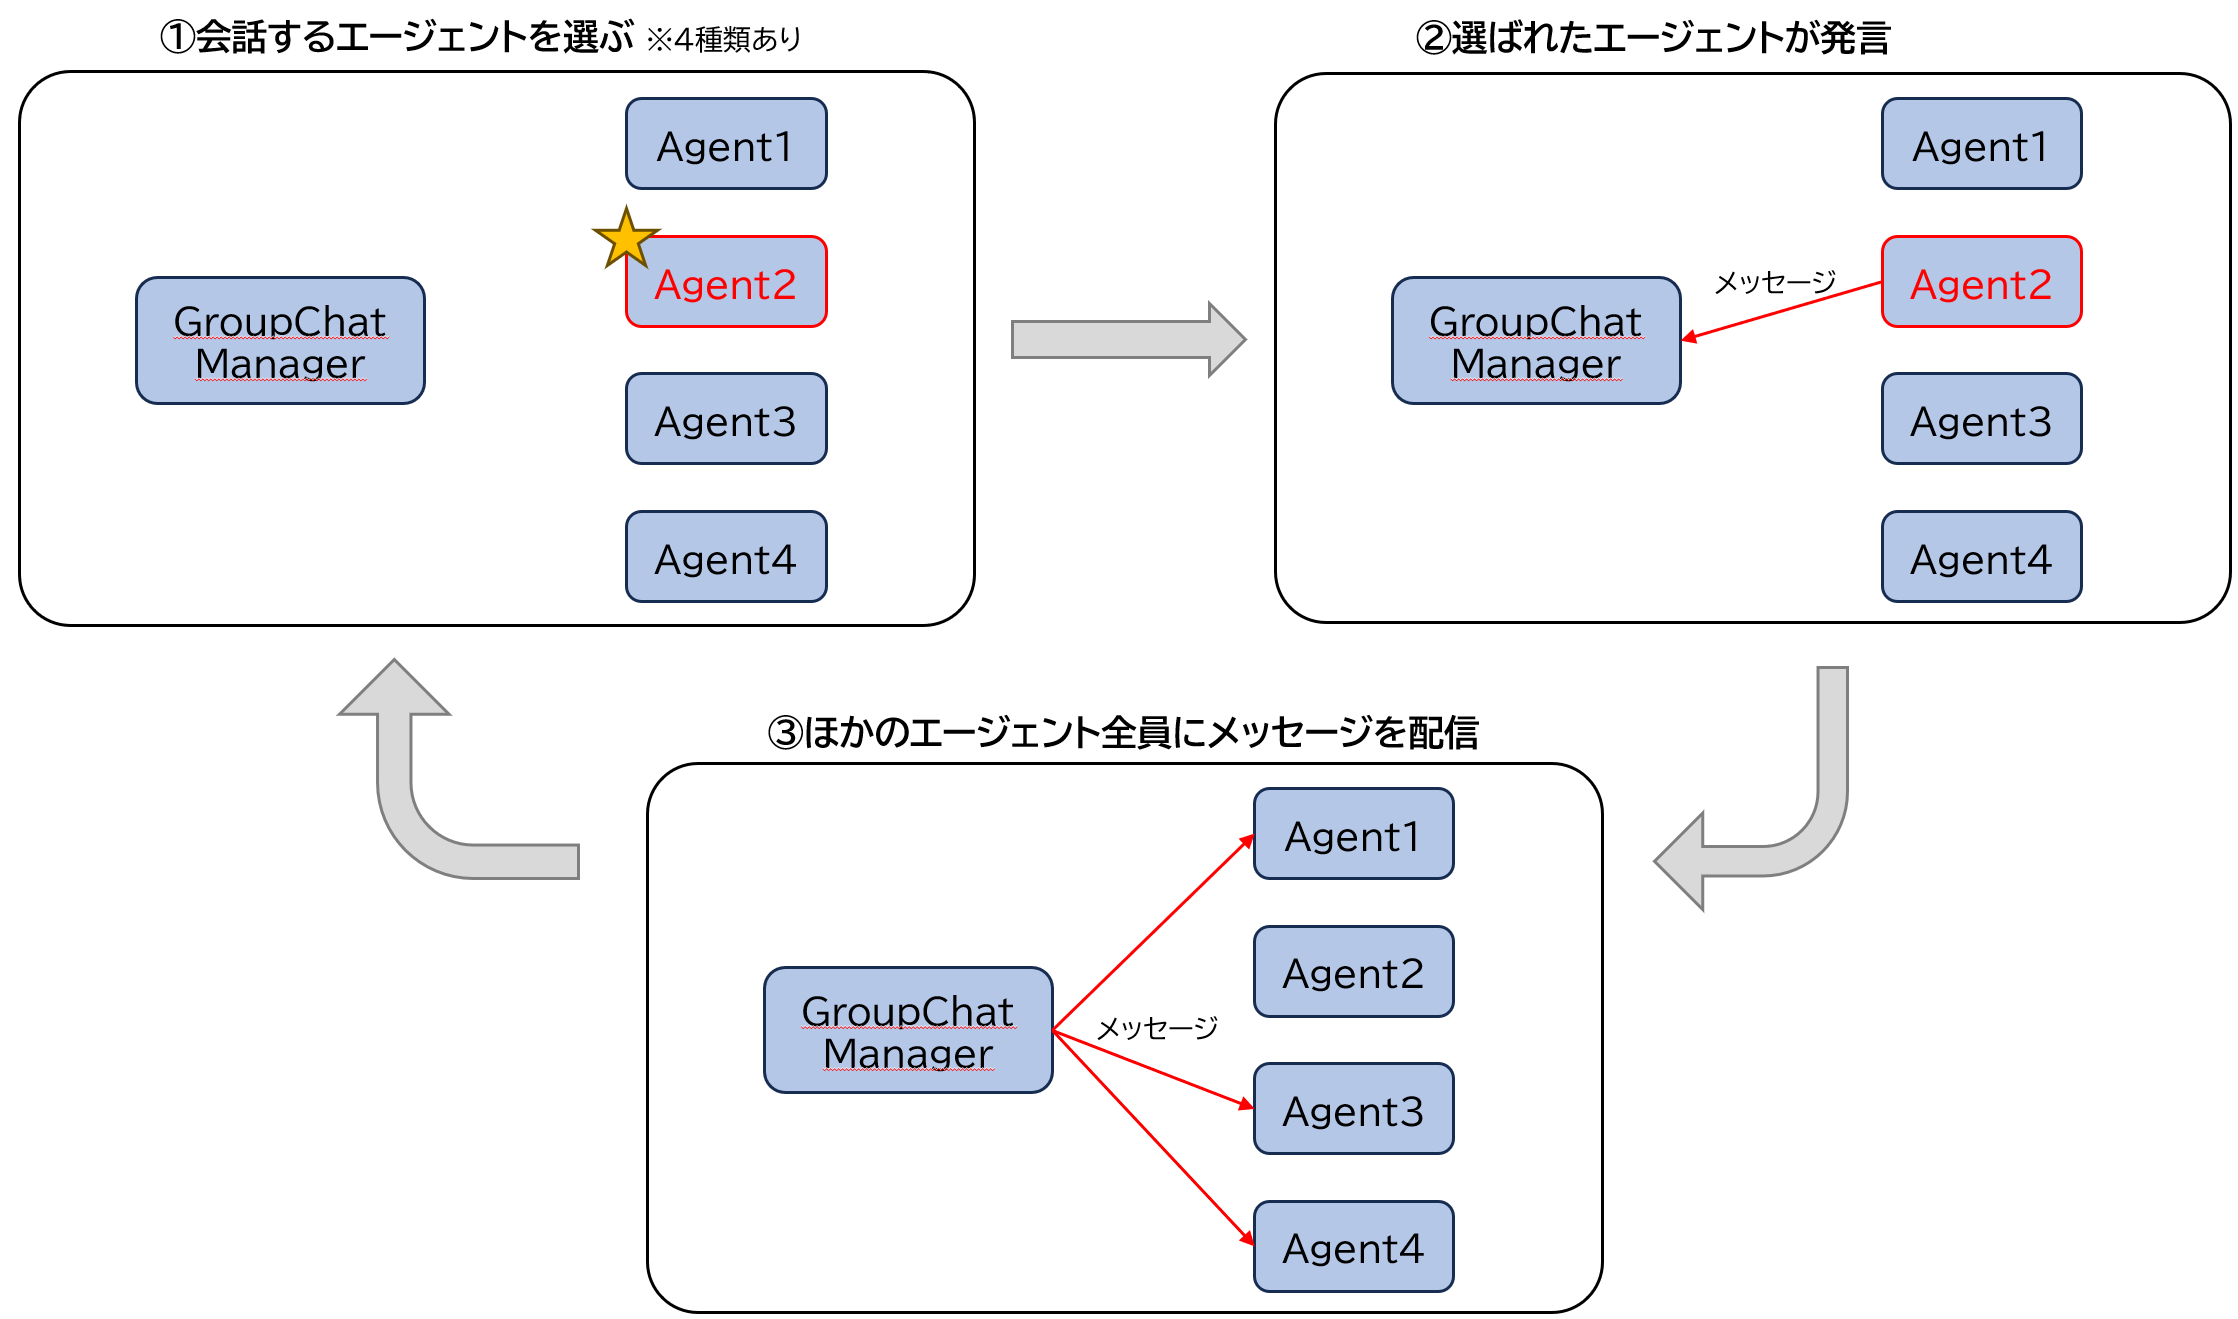 ①会話するエージェントを選ぶ ※4種類あり
Agent1
Agent2
GroupChat
Manager
Agent3
Agent4
②選ばれたエージェントが発言
Agent1
メッセージ
Agent2
GroupChat
Manager
Agent3
Agent4
③ほかのエージェント全員にメッセージを配信
Agent1
Agent2
GroupChat
Manager
メッセージ
Agent3
Agent4